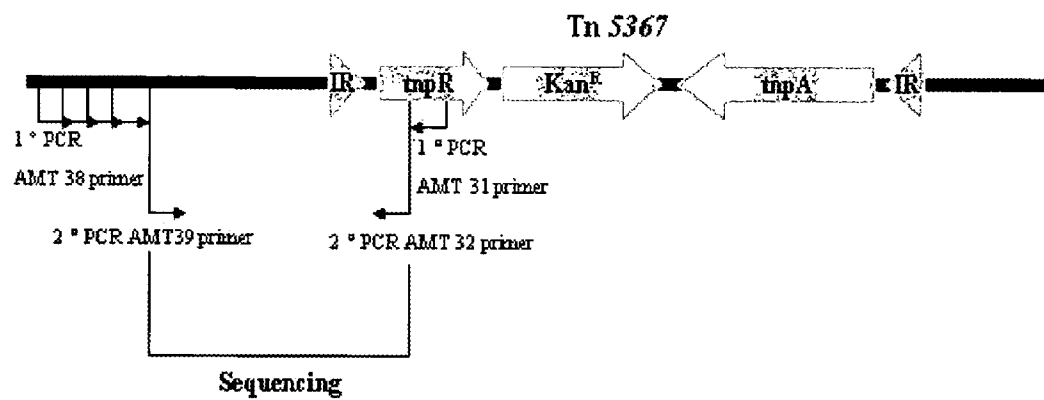 Tn 5367
IR tnpR Kanᴿ tnpA IR
1 ° PCR
AMT 38 primer
1 ° PCR
AMT 31 primer
2 ° PCR AMT39 primer
2 ° PCR AMT 32 primer
Sequencing